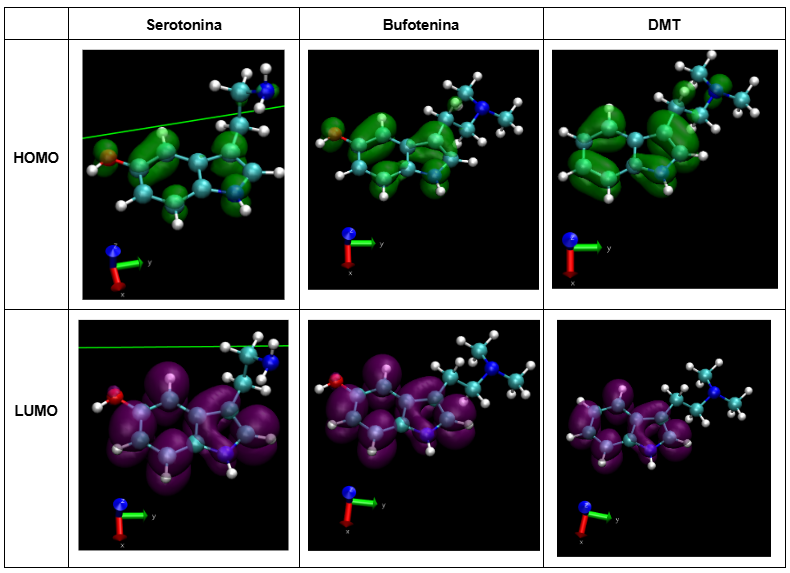 Serotonina Bufotenina DMT
HOMO
z y x
z y x
z y x
LUMO
z y x
z y x
z y x